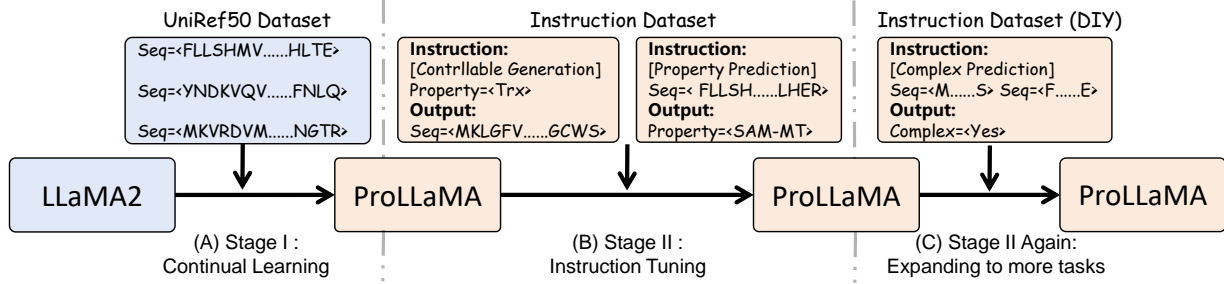 UniRef50 Dataset
Seq=<FLLSHMV......HLTE>
Seq=<YNDKVQV.....FNLQ>
Seq=<MKVRDVM.....NGTR>
Instruction Dataset
Instruction:
[Contrllable Generation]
Property=<Trx>
Output:
Seq=<MKLGFV......GCWS>
Instruction:
[Property Prediction]
Seq=< FLLSH......LHER>
Output:
Property=<SAM-MT>
Instruction Dataset (DIY)
Instruction:
[Complex Prediction]
Seq=<M......S> Seq=<F.....E>
Output:
Complex=<Yes>
LLaMA2
ProLLaMA
ProLLaMA
ProLLaMA
(A) Stage I :
Continual Learning
(B) Stage II :
Instruction Tuning
(C) Stage II Again:
Expanding to more tasks